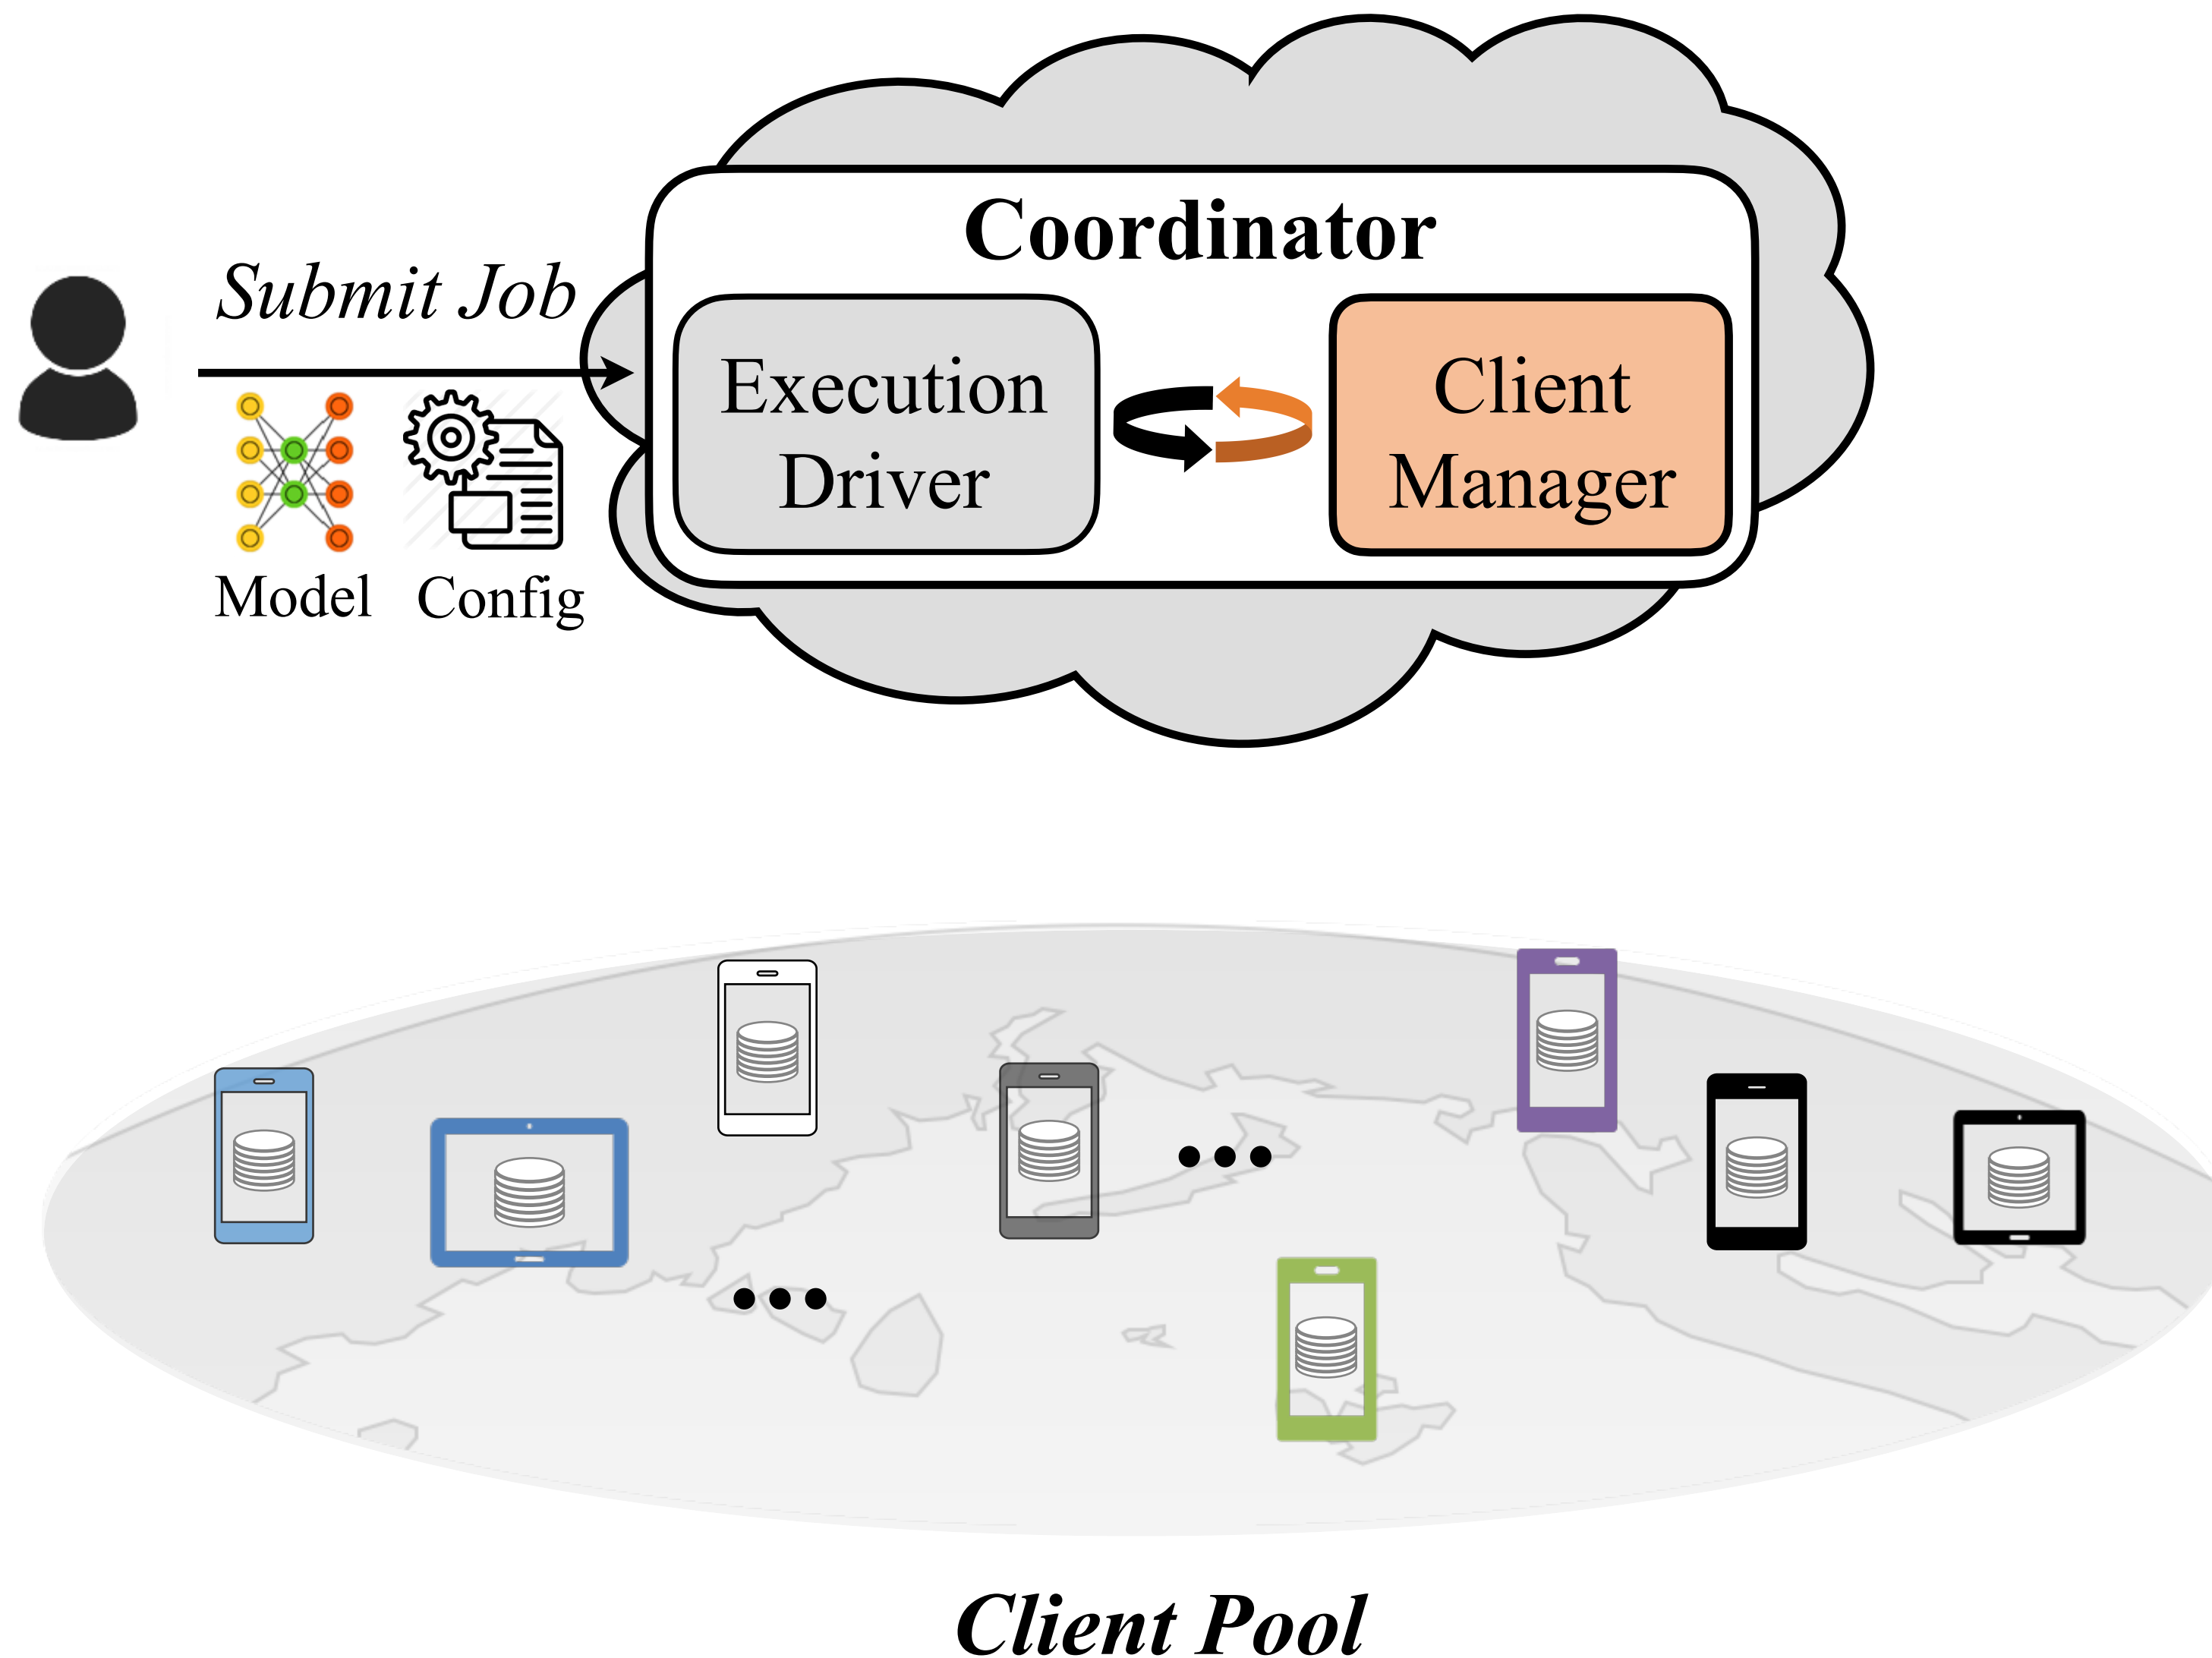 Coordinator
Submit Job
Execution
Driver
Client
Manager
Model
Config
Client Pool